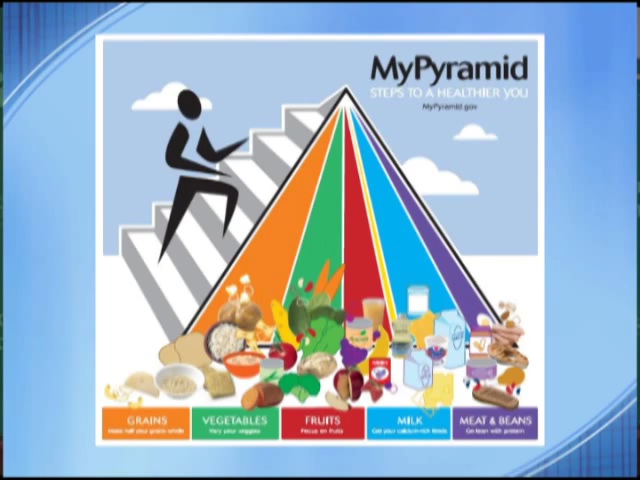 MyPyramid
STEPS TO A HEALTHIER YOU
MyPyramid.gov
GRAINS
Make half your grains whole
VEGETABLES
Vary your veggies
FRUITS
Focus on fruits
MILK
Get your calcium-rich foods
MEAT & BEANS
Go lean with protein